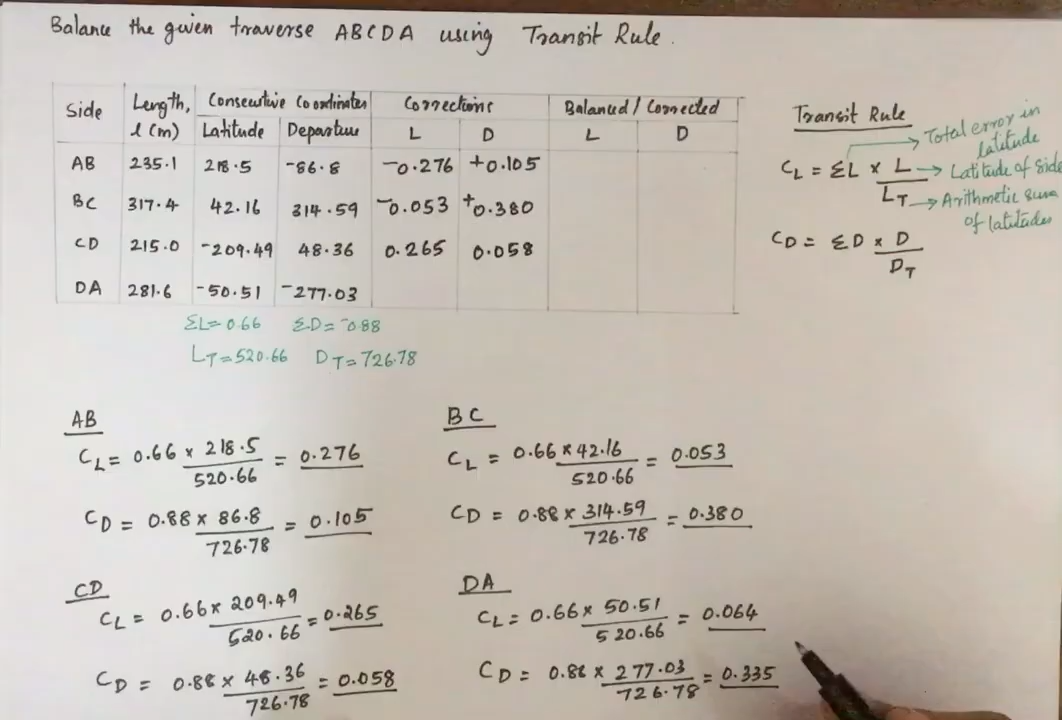 Balance the given traverse ABCDA using Transit Rule.
Side Length, l (m) Consecutive Coordinates Corrections Balanced / Corrected
Latitude Departure L D L D
AB 235.1 218.5 -86.8 -0.276 +0.105
BC 317.4 42.16 314.59 -0.053 +0.380
CD 215.0 -209.49 48.36 0.265 0.058
DA 281.6 -50.51 -277.03
ΣL= 0.66 ΣD= -0.88
LT = 520.66 DT = 726.78
Transit Rule
Total error in latitude
CL = ΣL x L / LT
Latitude of side
Arithmetic sum of latitudes
CD = ΣD x D / DT
AB
CL = 0.66 x 218.5 / 520.66 = 0.276
CD = 0.88 x 86.8 / 726.78 = 0.105
BC
CL = 0.66 x 42.16 / 520.66 = 0.053
CD = 0.88 x 314.59 / 726.78 = 0.380
CD
CL = 0.66 x 209.49 / 520.66 = 0.265
CD = 0.88 x 48.36 / 726.78 = 0.058
DA
CL = 0.66 x 50.51 / 520.66 = 0.064
CD = 0.88 x 277.03 / 726.78 = 0.335